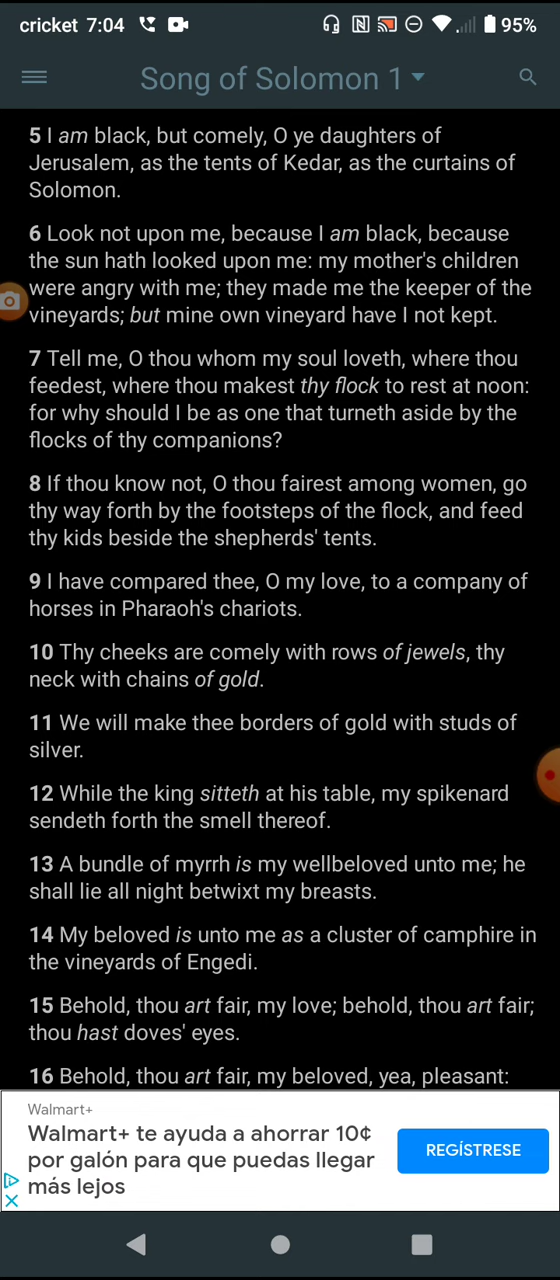 cricket 7:04 95%
Song of Solomon 1
5 I am black, but comely, O ye daughters of
Jerusalem, as the tents of Kedar, as the curtains of
Solomon.
6 Look not upon me, because I am black, because
the sun hath looked upon me: my mother's children
were angry with me; they made me the keeper of the
vineyards; but mine own vineyard have I not kept.
7 Tell me, O thou whom my soul loveth, where thou
feedest, where thou makest thy flock to rest at noon:
for why should I be as one that turneth aside by the
flocks of thy companions?
8 If thou know not, O thou fairest among women, go
thy way forth by the footsteps of the flock, and feed
thy kids beside the shepherds' tents.
9 I have compared thee, O my love, to a company of
horses in Pharaoh's chariots.
10 Thy cheeks are comely with rows of jewels, thy
neck with chains of gold.
11 We will make thee borders of gold with studs of
silver.
12 While the king sitteth at his table, my spikenard
sendeth forth the smell thereof.
13 A bundle of myrrh is my wellbeloved unto me; he
shall lie all night betwixt my breasts.
14 My beloved is unto me as a cluster of camphire in
the vineyards of Engedi.
15 Behold, thou art fair, my love; behold, thou art fair;
thou hast doves' eyes.
16 Behold, thou art fair, my beloved, yea, pleasant:
Walmart+
Walmart+ te ayuda a ahorrar 10¢
por galón para que puedas llegar
más lejos
REGÍSTRESE